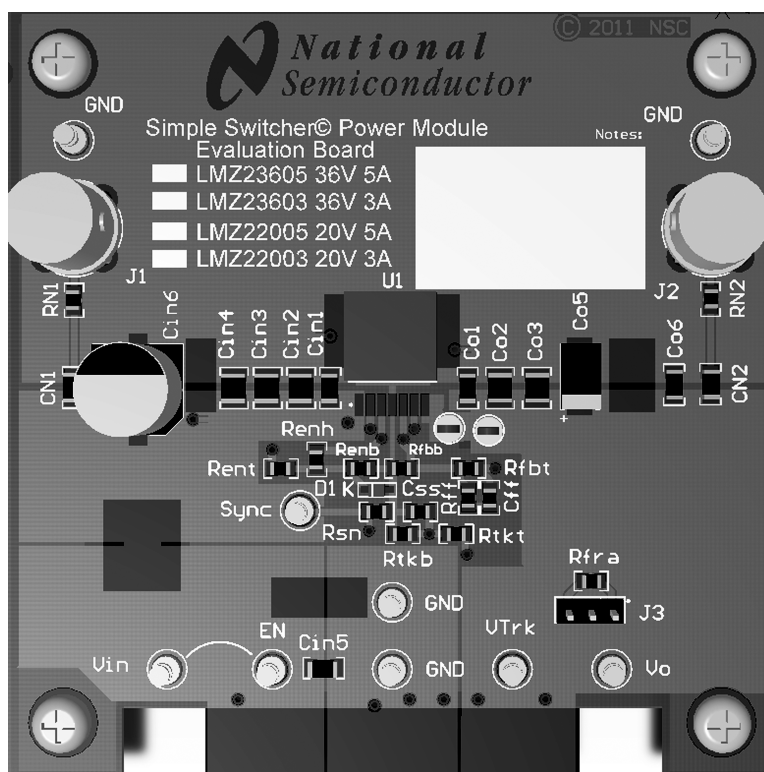 © 2011 NSC
National
Semiconductor
GND
GND
Simple Switcher© Power Module
Evaluation Board
Notes:
LMZ23605 36V 5A
LMZ23603 36V 3A
LMZ22005 20V 5A
LMZ22003 20V 3A
J1
U1
J2
RN1
Cin6
Cin4
Cin3
Cin2
Cin1
Co1
Co2
Co3
Co5
Co6
RN2
CN1
CN2
Renh
Renb
Rfbb
Rent
Rfbt
D1 K
Css
Rff
Cff
Sync
Rsn
Rtkb
Rtkt
Rfra
GND
J3
EN
Cin5
VTrk
Vin
GND
Vo